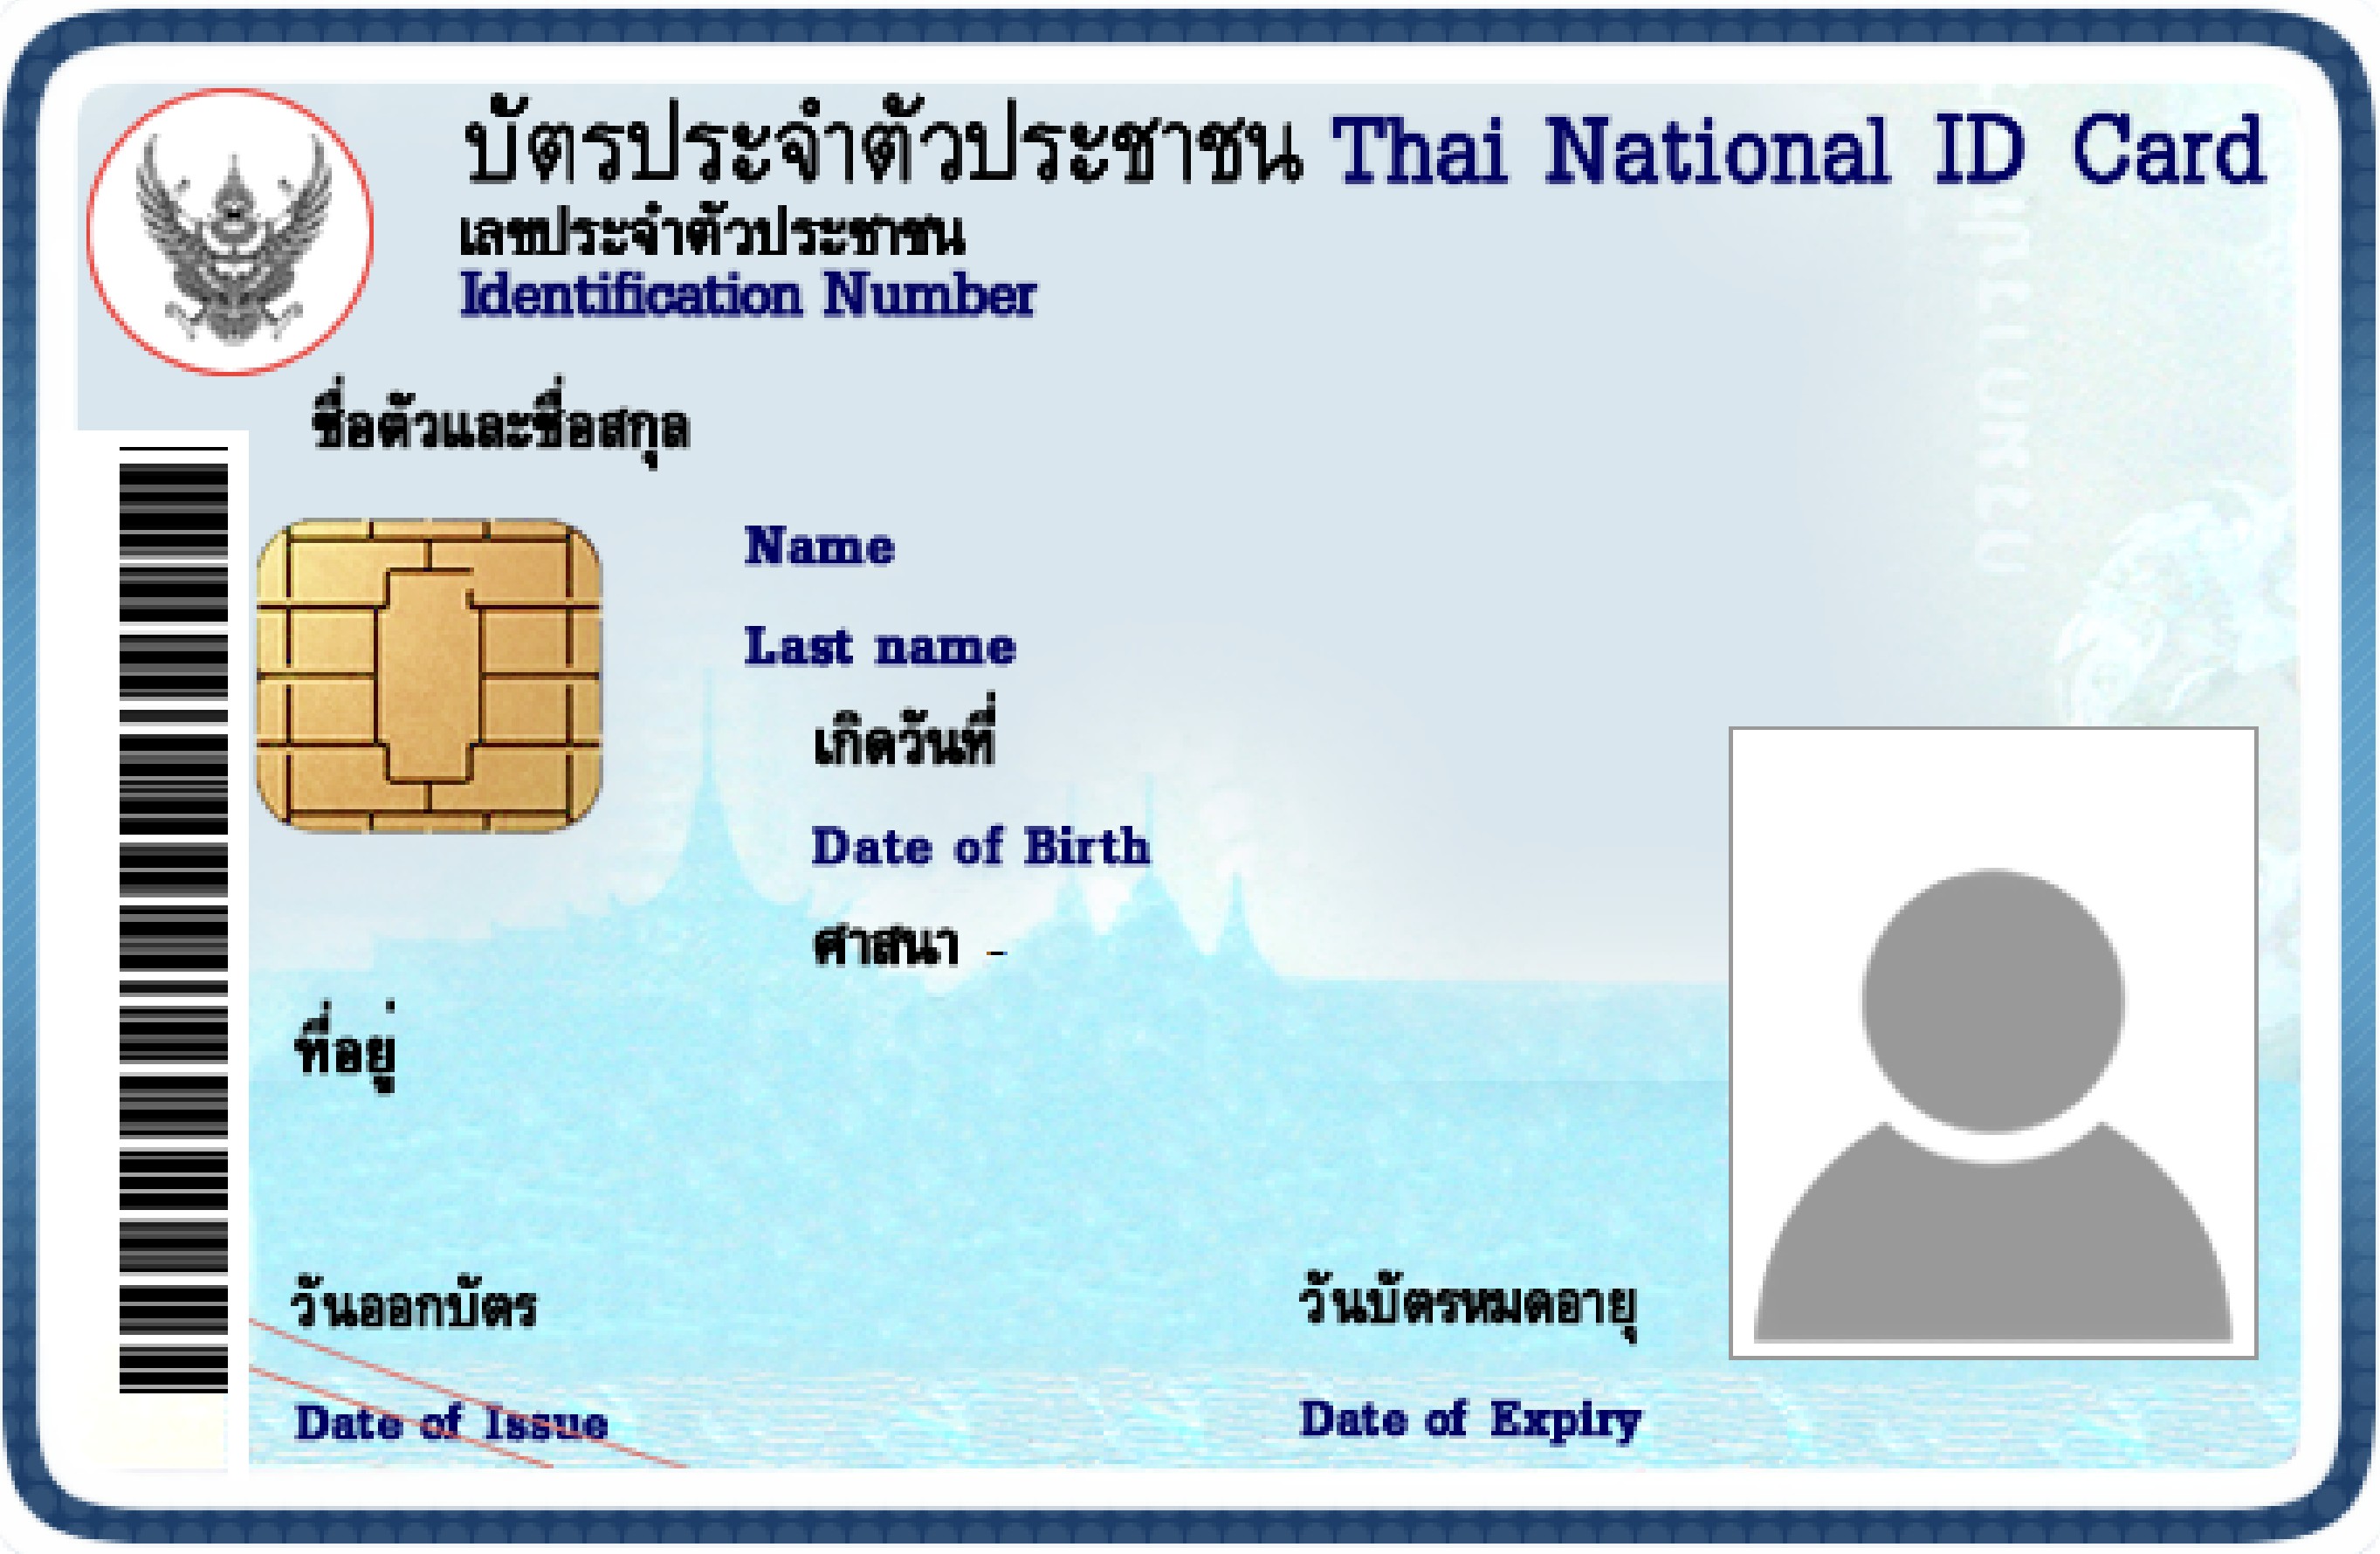 บัตรประจำตัวประชาชน Thai National ID Card
เลขประจำตัวประชาชน
Identification Number
ชื่อตัวและชื่อสกุล
Name
Last name
เกิดวันที่
Date of Birth
ศาสนา -
ที่อยู่
วันออกบัตร
Date of Issue
วันบัตรหมดอายุ
Date of Expiry